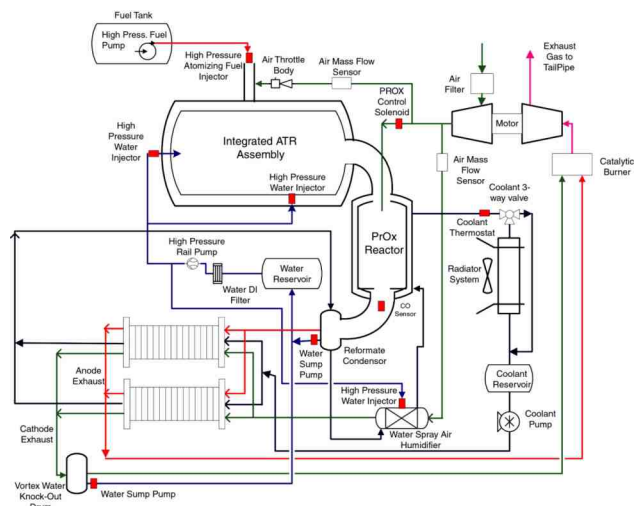 Fuel Tank
High Press. Fuel
Pump
High Pressure
Atomizing Fuel
Injector
Air Throttle
Body
Air Mass Flow
Sensor
PROX
Control
Solenoid
Air
Filter
Exhaust
Gas to
TailPipe
Motor
High
Pressure
Water
Injector
Integrated ATR
Assembly
High Pressure
Water Injector
Air Mass
Flow
Sensor
Catalytic
Burner
Coolant 3-
way valve
Coolant
Thermostat
PrOx
Reactor
Radiator
System
High Pressure
Rail Pump
Water
Reservoir
Water DI
Filter
CO
Sensor
Water
Sump
Pump
Reformate
Condensor
Anode
Exhaust
High Pressure
Water Injector
Coolant
Reservoir
Coolant
Pump
Cathode
Exhaust
Water Spray Air
Humidifier
Vortex Water
Knock-Out
Water Sump Pump